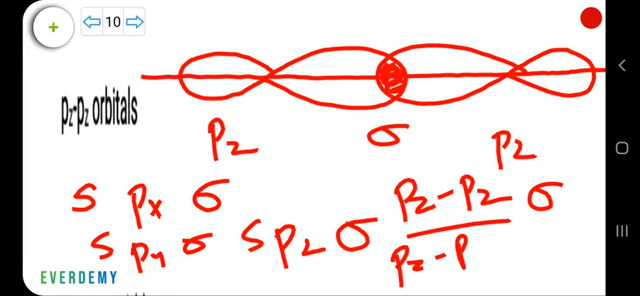 10
pz-pz orbitals
Pz σ Pz
s Px σ
s Py σ s Pz σ Pz-Pz σ
Pz-P
EVERDEMY